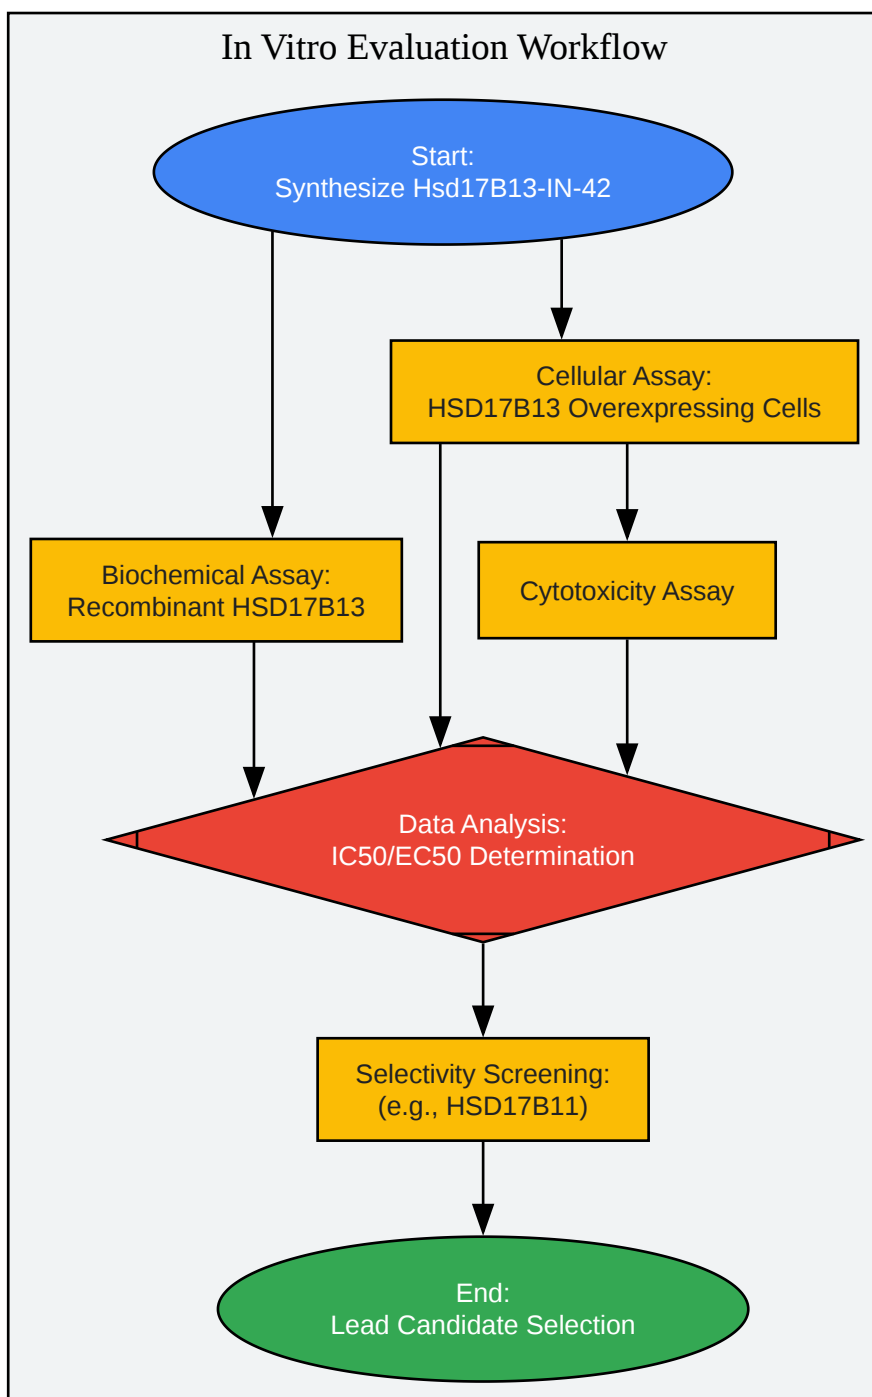 In Vitro Evaluation Workflow
Start:
Synthesize Hsd17B13-IN-42
Cellular Assay:
HSD17B13 Overexpressing Cells
Biochemical Assay:
Recombinant HSD17B13
Cytotoxicity Assay
Data Analysis:
IC50/EC50 Determination
Selectivity Screening:
(e.g., HSD17B11)
End:
Lead Candidate Selection